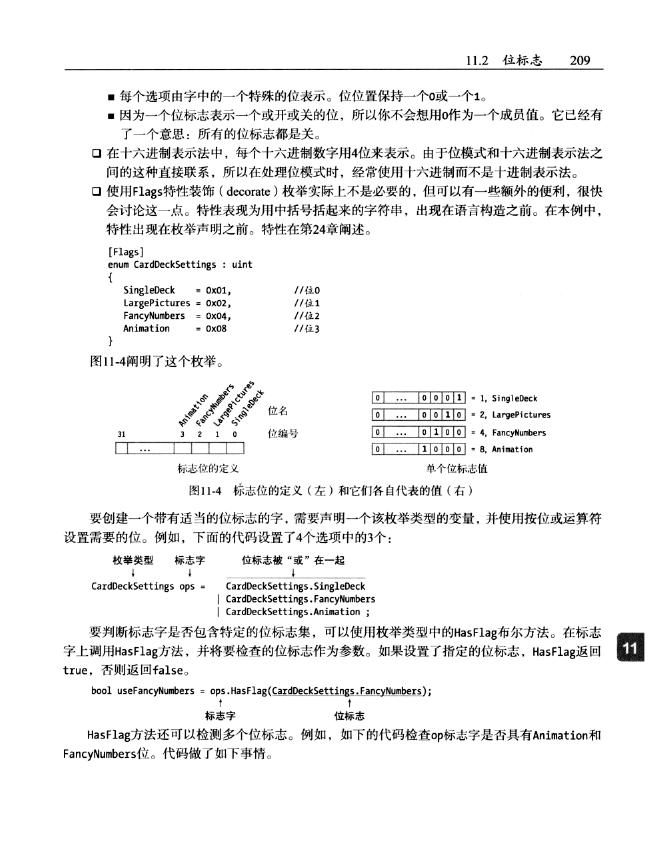 11.2 位标志 209
■ 每个选项由字中的一个特殊的位表示。位位置保持一个0或一个1。
■ 因为一个位标志表示一个或开或关的位，所以你不会想用0作为一个成员值。它已经有
了一个意思：所有的位标志都是关。
❑ 在十六进制表示法中，每个十六进制数字用4位来表示。由于位模式和十六进制表示法之
间的这种直接联系，所以在处理位模式时，经常使用十六进制而不是十进制表示法。
❑ 使用Flags特性装饰（decorate）枚举实际上不是必要的，但可以有一些额外的便利，很快
会讨论这一点。特性表现为用中括号括起来的字符串，出现在语言构造之前。在本例中，
特性出现在枚举声明之前。特性在第24章阐述。
[Flags]
enum CardDeckSettings : uint
{
SingleDeck = 0x01, //位0
LargePictures = 0x02, //位1
FancyNumbers = 0x04, //位2
Animation = 0x08 //位3
}
图11-4阐明了这个枚举。
Animation FancyNumbers LargePictures SingleDeck 位名
31 3 2 1 0 位编号
...
标志位的定义
0 ... 0 0 0 1 = 1, SingleDeck
0 ... 0 0 1 0 = 2, LargePictures
0 ... 0 1 0 0 = 4, FancyNumbers
0 ... 1 0 0 0 = 8, Animation
单个位标志值
图11-4 标志位的定义（左）和它们各自代表的值（右）
要创建一个带有适当的位标志的字，需要声明一个该枚举类型的变量，并使用按位或运算符
设置需要的位。例如，下面的代码设置了4个选项中的3个：
枚举类型 标志字 位标志被“或”在一起
↓ ↓ ↓
CardDeckSettings ops = CardDeckSettings.SingleDeck
| CardDeckSettings.FancyNumbers
| CardDeckSettings.Animation ;
要判断标志字是否包含特定的位标志集，可以使用枚举类型中的HasFlag布尔方法。在标志
字上调用HasFlag方法，并将要检查的位标志作为参数。如果设置了指定的位标志，HasFlag返回
true，否则返回false。
11
bool useFancyNumbers = ops.HasFlag(CardDeckSettings.FancyNumbers);
↑ ↑
标志字 位标志
HasFlag方法还可以检测多个位标志。例如，如下的代码检查op标志字是否具有Animation和
FancyNumbers位。代码做了如下事情。